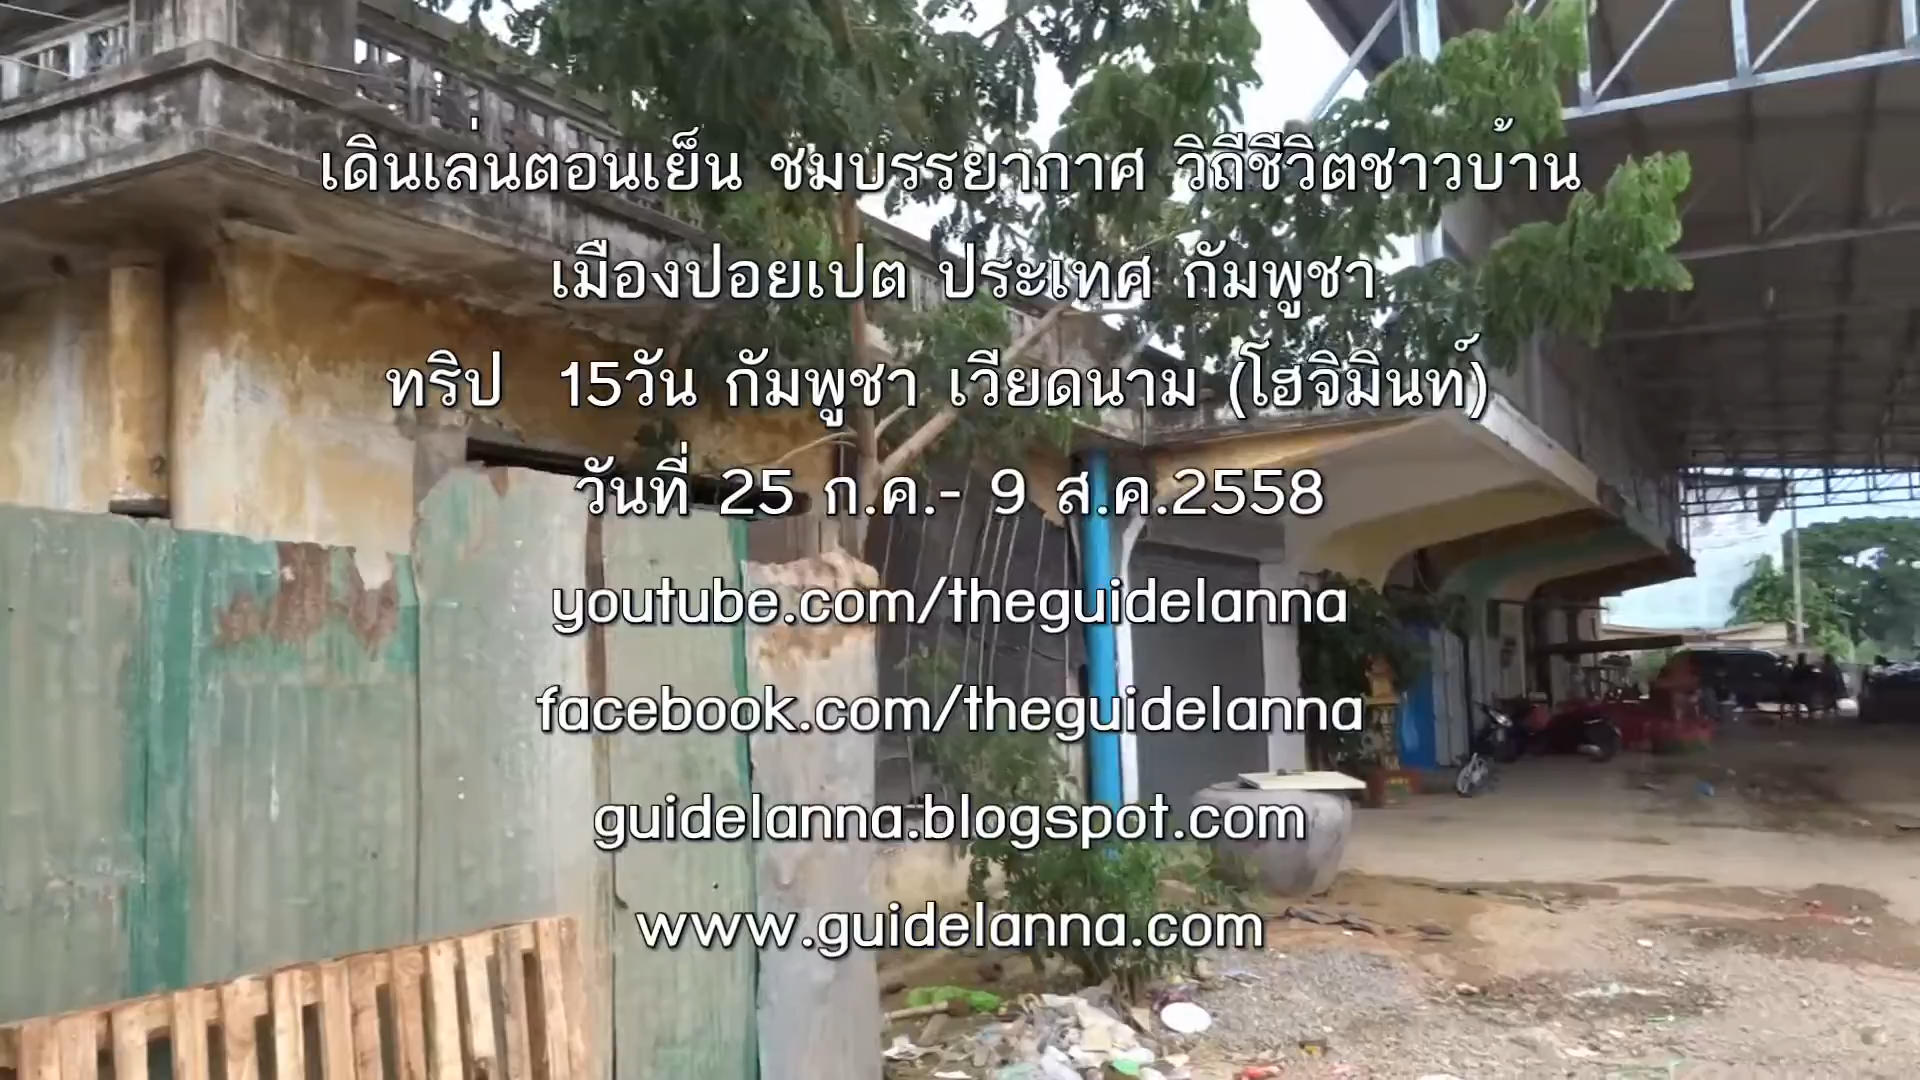 เดินเล่นตอนเย็น ชมบรรยากาศ วิถีชีวิตชาวบ้าน
เมืองปอยเปต ประเทศ กัมพูชา
ทริป 15วัน กัมพูชา เวียดนาม (โฮจิมินท์)
วันที่ 25 ก.ค.- 9 ส.ค.2558
youtube.com/theguidelanna
facebook.com/theguidelanna
guidelanna.blogspot.com
www.guidelanna.com